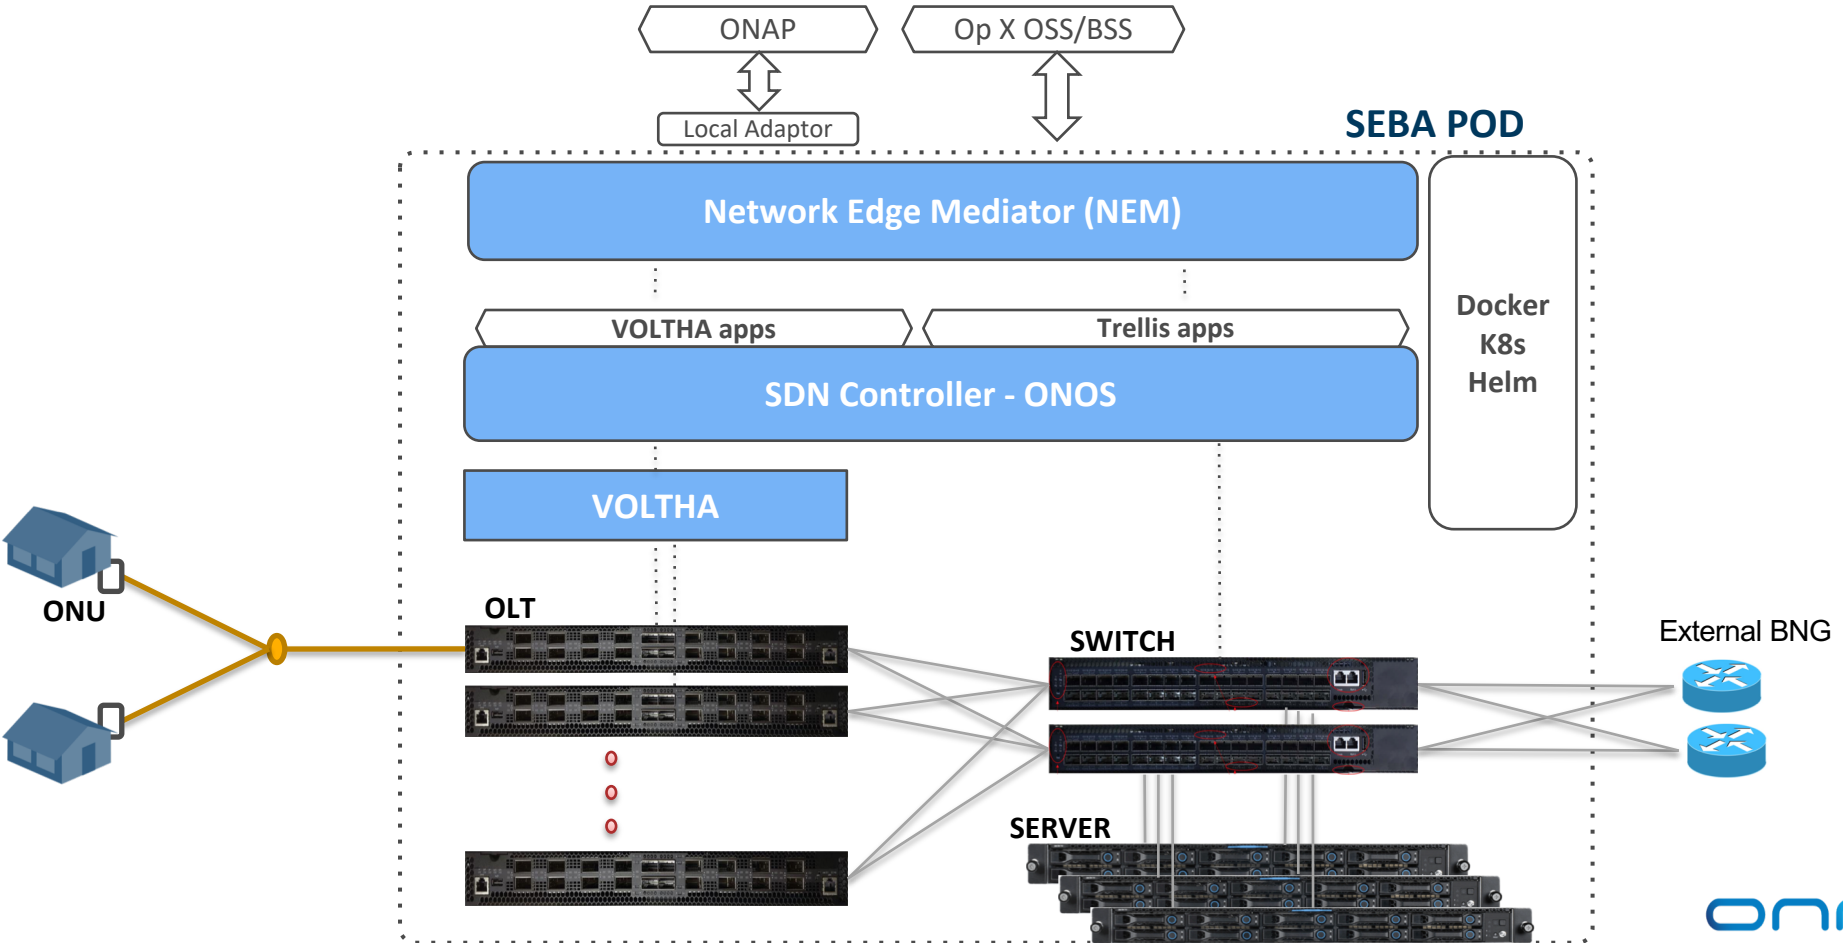 ONAP
Op X OSS/BSS
Local Adaptor
SEBA POD
Network Edge Mediator (NEM)
Docker
K8s
Helm
VOLTHA apps
Trellis apps
SDN Controller - ONOS
VOLTHA
ONU
OLT
SWITCH
External BNG
SERVER